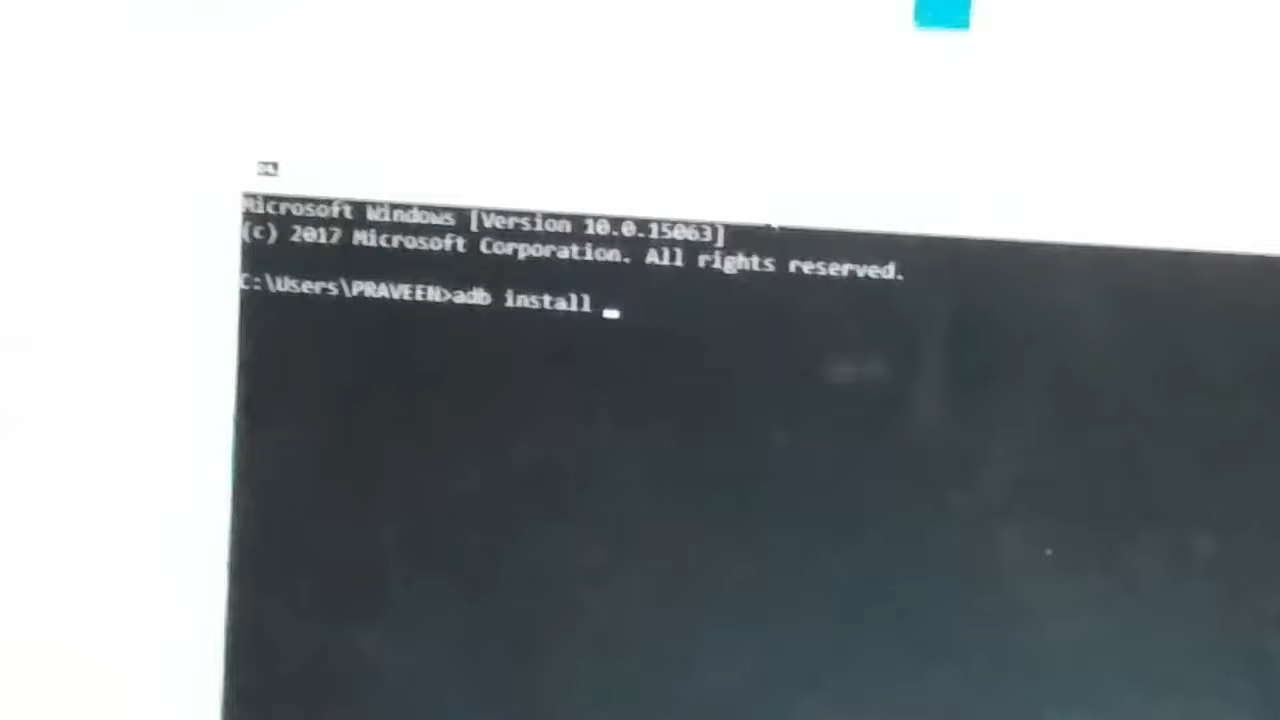 Microsoft Windows [Version 10.0.15063]
(c) 2017 Microsoft Corporation. All rights reserved.
C:\Users\PRAVEEN>adb install